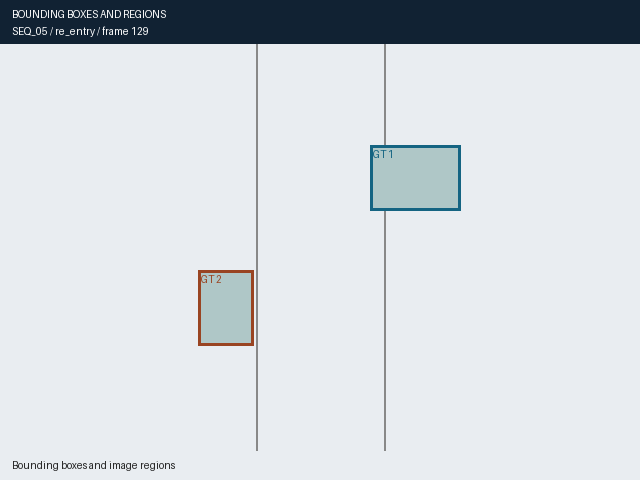 BOUNDING BOXES AND REGIONS
SEQ_05 / re_entry / frame 129
GT1
GT2
Bounding boxes and image regions